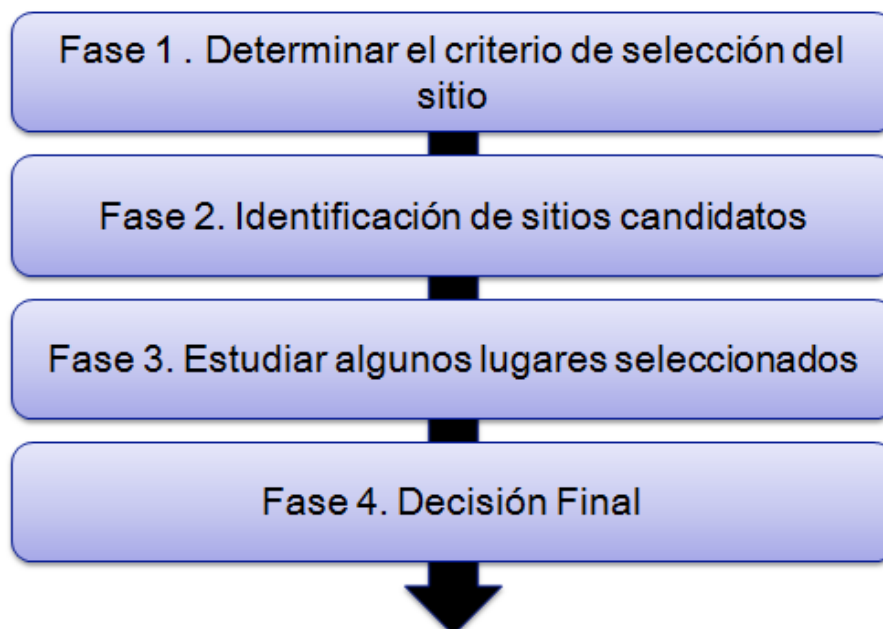 Fase 1 . Determinar el criterio de selección del
sitio
Fase 2. Identificación de sitios candidatos
Fase 3. Estudiar algunos lugares seleccionados
Fase 4. Decisión Final